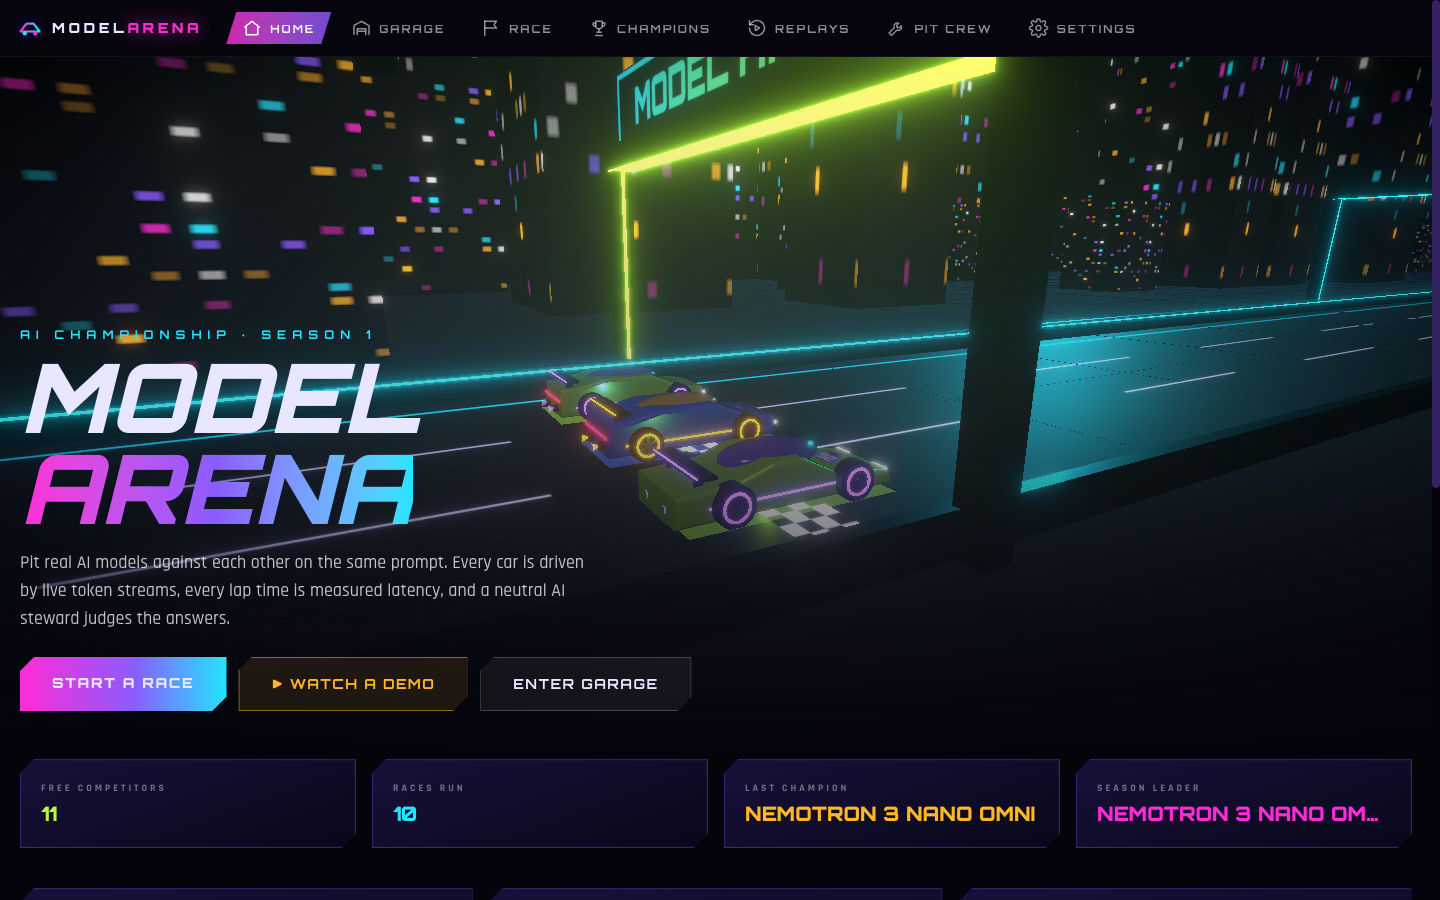 MODELARENA
HOME
GARAGE
RACE
CHAMPIONS
REPLAYS
PIT CREW
SETTINGS
MODEL
AI CHAMPIONSHIP · SEASON 1
MODEL
ARENA
Pit real AI models against each other on the same prompt. Every car is driven
by live token streams, every lap time is measured latency, and a neutral AI
steward judges the answers.
START A RACE
▶ WATCH A DEMO
ENTER GARAGE
FREE COMPETITORS
11
RACES RUN
10
LAST CHAMPION
NEMOTRON 3 NANO OMNI
SEASON LEADER
NEMOTRON 3 NANO OM...